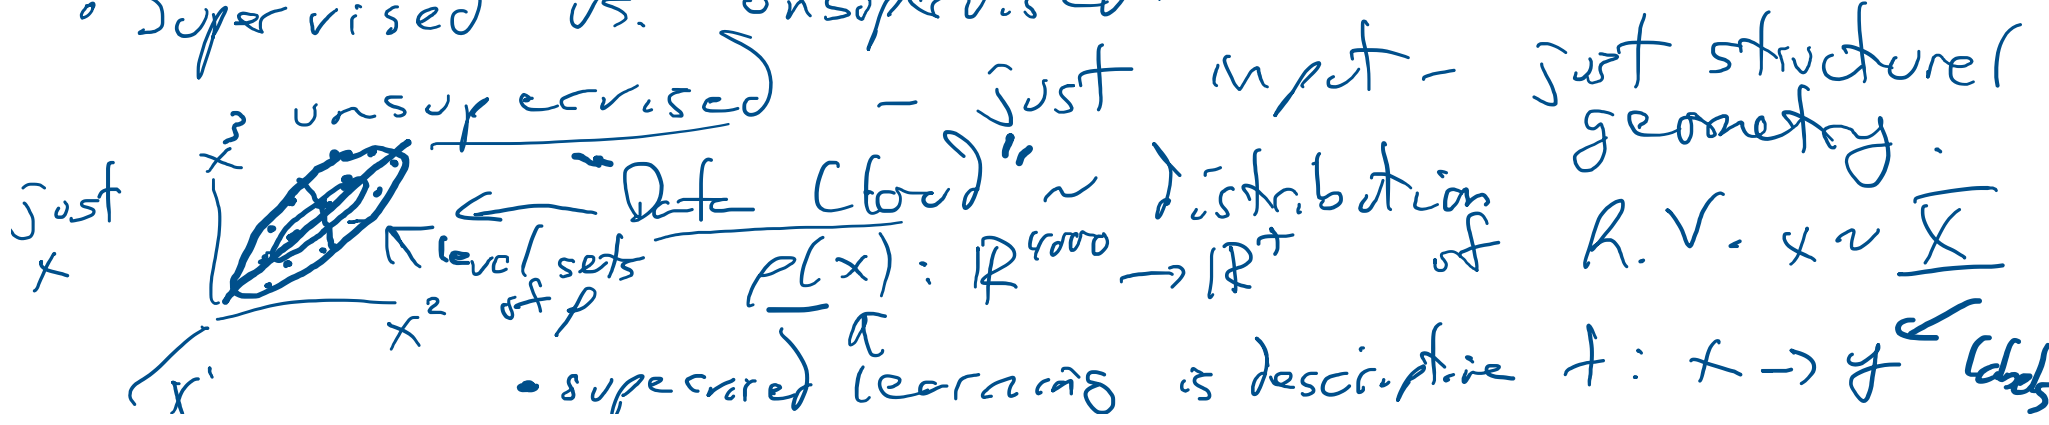 • Supervised vs. Unsupervised
unsupervised - just input - just structure/
geometry.
just
x
x³
x²
x¹
"Data Cloud" ~ distribution of R.V. x ~ X
level sets
of p
p(x) : ℝ⁴⁰⁰⁰ → ℝ⁺
• supervised learning is descriptive f : x → y labels